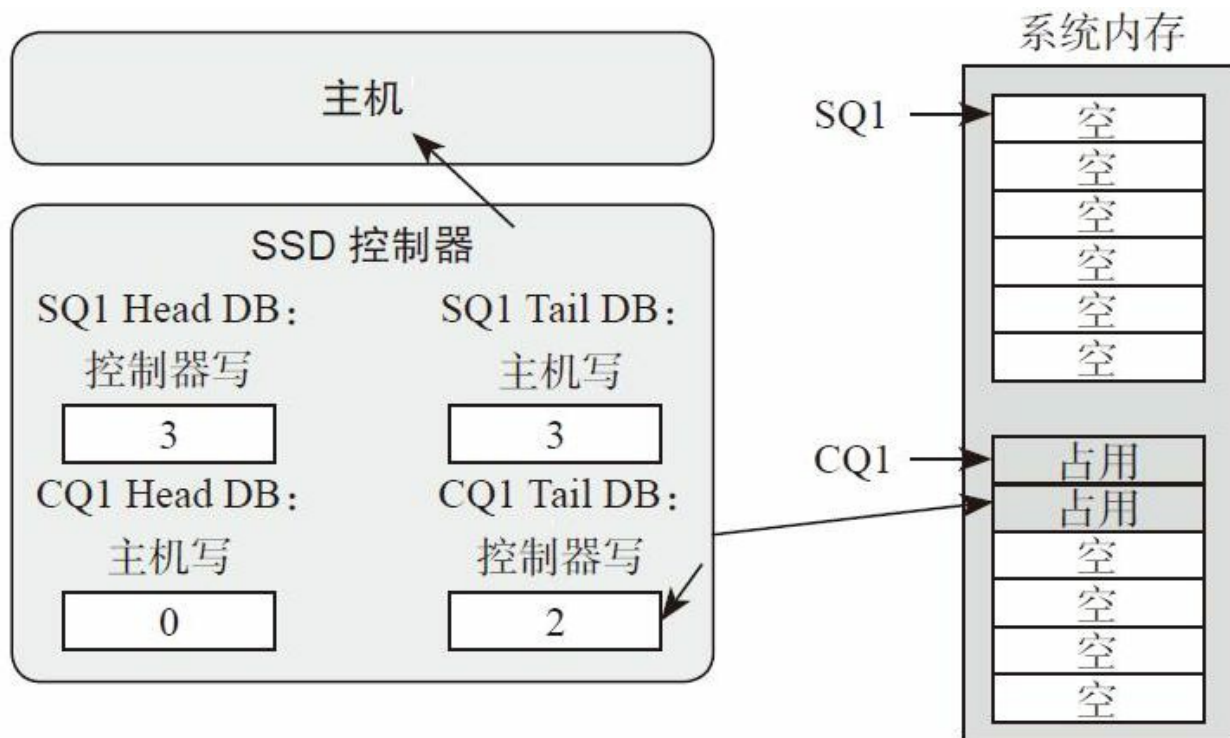 主机
SSD 控制器
SQ1 Head DB:
控制器写
3
SQ1 Tail DB:
主机写
3
CQ1 Head DB:
主机写
0
CQ1 Tail DB:
控制器写
2
系统内存
SQ1
空
空
空
空
空
空
CQ1
占用
占用
空
空
空
空